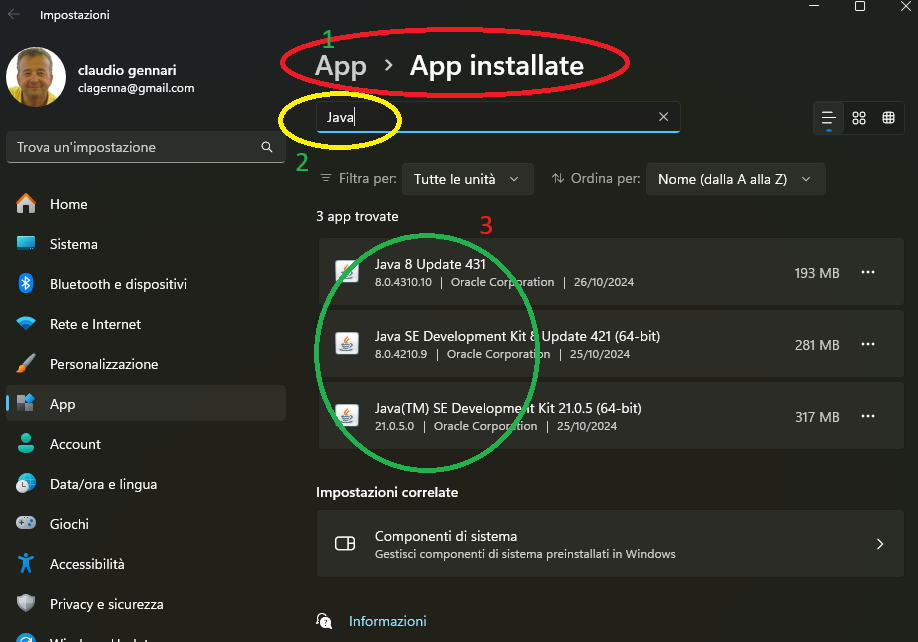 Impostazioni
claudio gennari
clagenna@gmail.com
Trova un'impostazione
Home
Sistema
Bluetooth e dispositivi
Rete e Internet
Personalizzazione
App
Account
Data/ora e lingua
Giochi
Accessibilità
Privacy e sicurezza
1
App > App installate
Java
2
Filtra per: Tutte le unità Ordina per: Nome (dalla A alla Z)
3 app trovate
3
Java 8 Update 431
8.0.4310.10 | Oracle Corporation | 26/10/2024
193 MB
Java SE Development Kit 8 Update 421 (64-bit)
8.0.4210.9 | Oracle Corporation | 25/10/2024
281 MB
Java(TM) SE Development Kit 21.0.5 (64-bit)
21.0.5.0 | Oracle Corporation | 25/10/2024
317 MB
Impostazioni correlate
Componenti di sistema
Gestisci componenti di sistema preinstallati in Windows
Informazioni